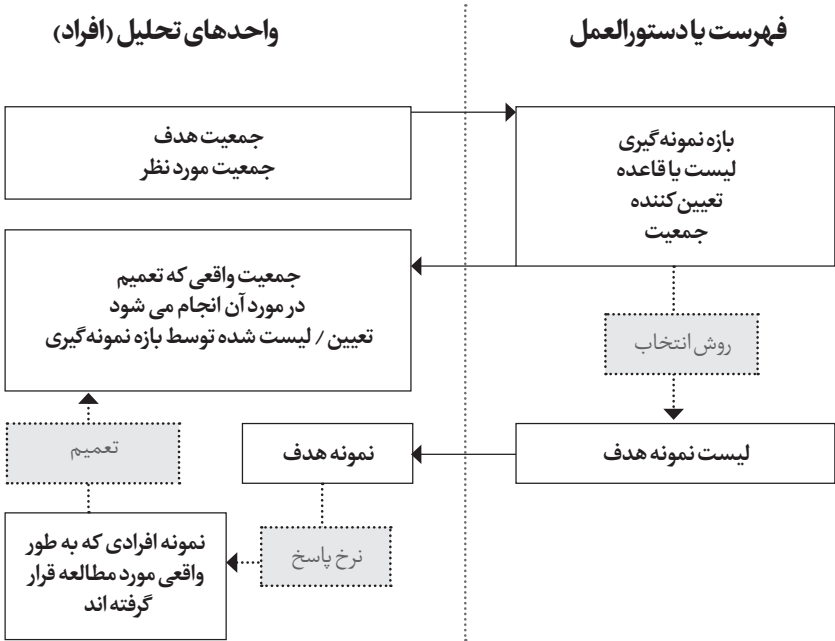 فهرست یا دستورالعمل
واحدهای تحلیل (افراد)
بازه نمونه‌گیری
لیست یا قاعده
تعیین‌کننده
جمعیت
جمعیت هدف
جمعیت مورد نظر
جمعیت واقعی که تعمیم
در مورد آن انجام می شود
تعیین / لیست شده توسط بازه نمونه‌گیری
روش انتخاب
لیست نمونه هدف
نمونه هدف
تعمیم
نرخ پاسخ
نمونه افرادی که به طور
واقعی مورد مطالعه قرار
گرفته اند